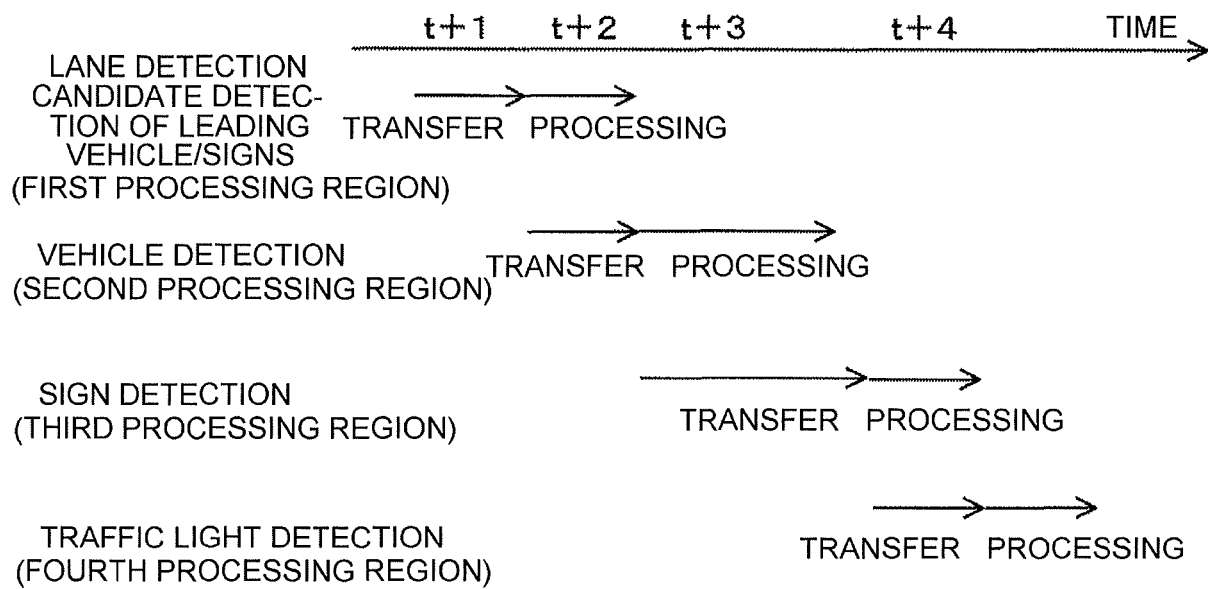 t+1 t+2 t+3 t+4 TIME
LANE DETECTION
CANDIDATE DETEC-
TION OF LEADING
VEHICLE/SIGNS
(FIRST PROCESSING REGION)
TRANSFER PROCESSING
VEHICLE DETECTION
(SECOND PROCESSING REGION)
TRANSFER PROCESSING
SIGN DETECTION
(THIRD PROCESSING REGION)
TRANSFER PROCESSING
TRAFFIC LIGHT DETECTION
(FOURTH PROCESSING REGION)
TRANSFER PROCESSING